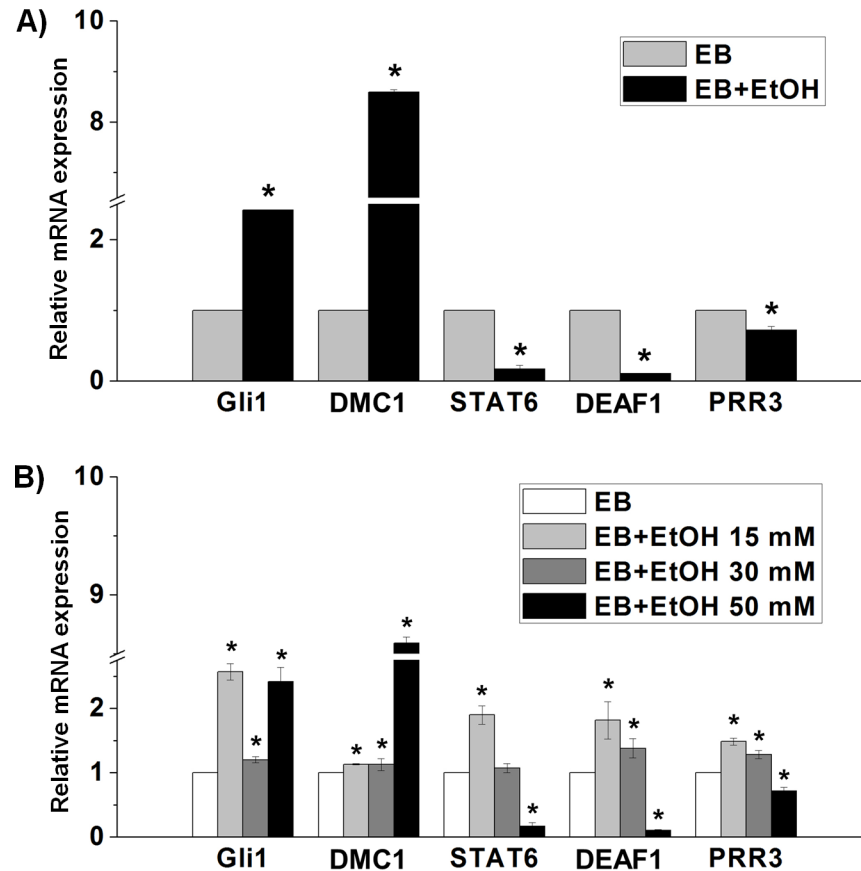 A)
Relative mRNA expression
10
8
2
0
EB
EB+EtOH
*
*
*
*
*
Gli1 DMC1 STAT6 DEAF1 PRR3
B)
Relative mRNA expression
10
9
2
1
0
EB
EB+EtOH 15 mM
EB+EtOH 30 mM
EB+EtOH 50 mM
* * *
* * *
* *
* * *
* * *
Gli1 DMC1 STAT6 DEAF1 PRR3